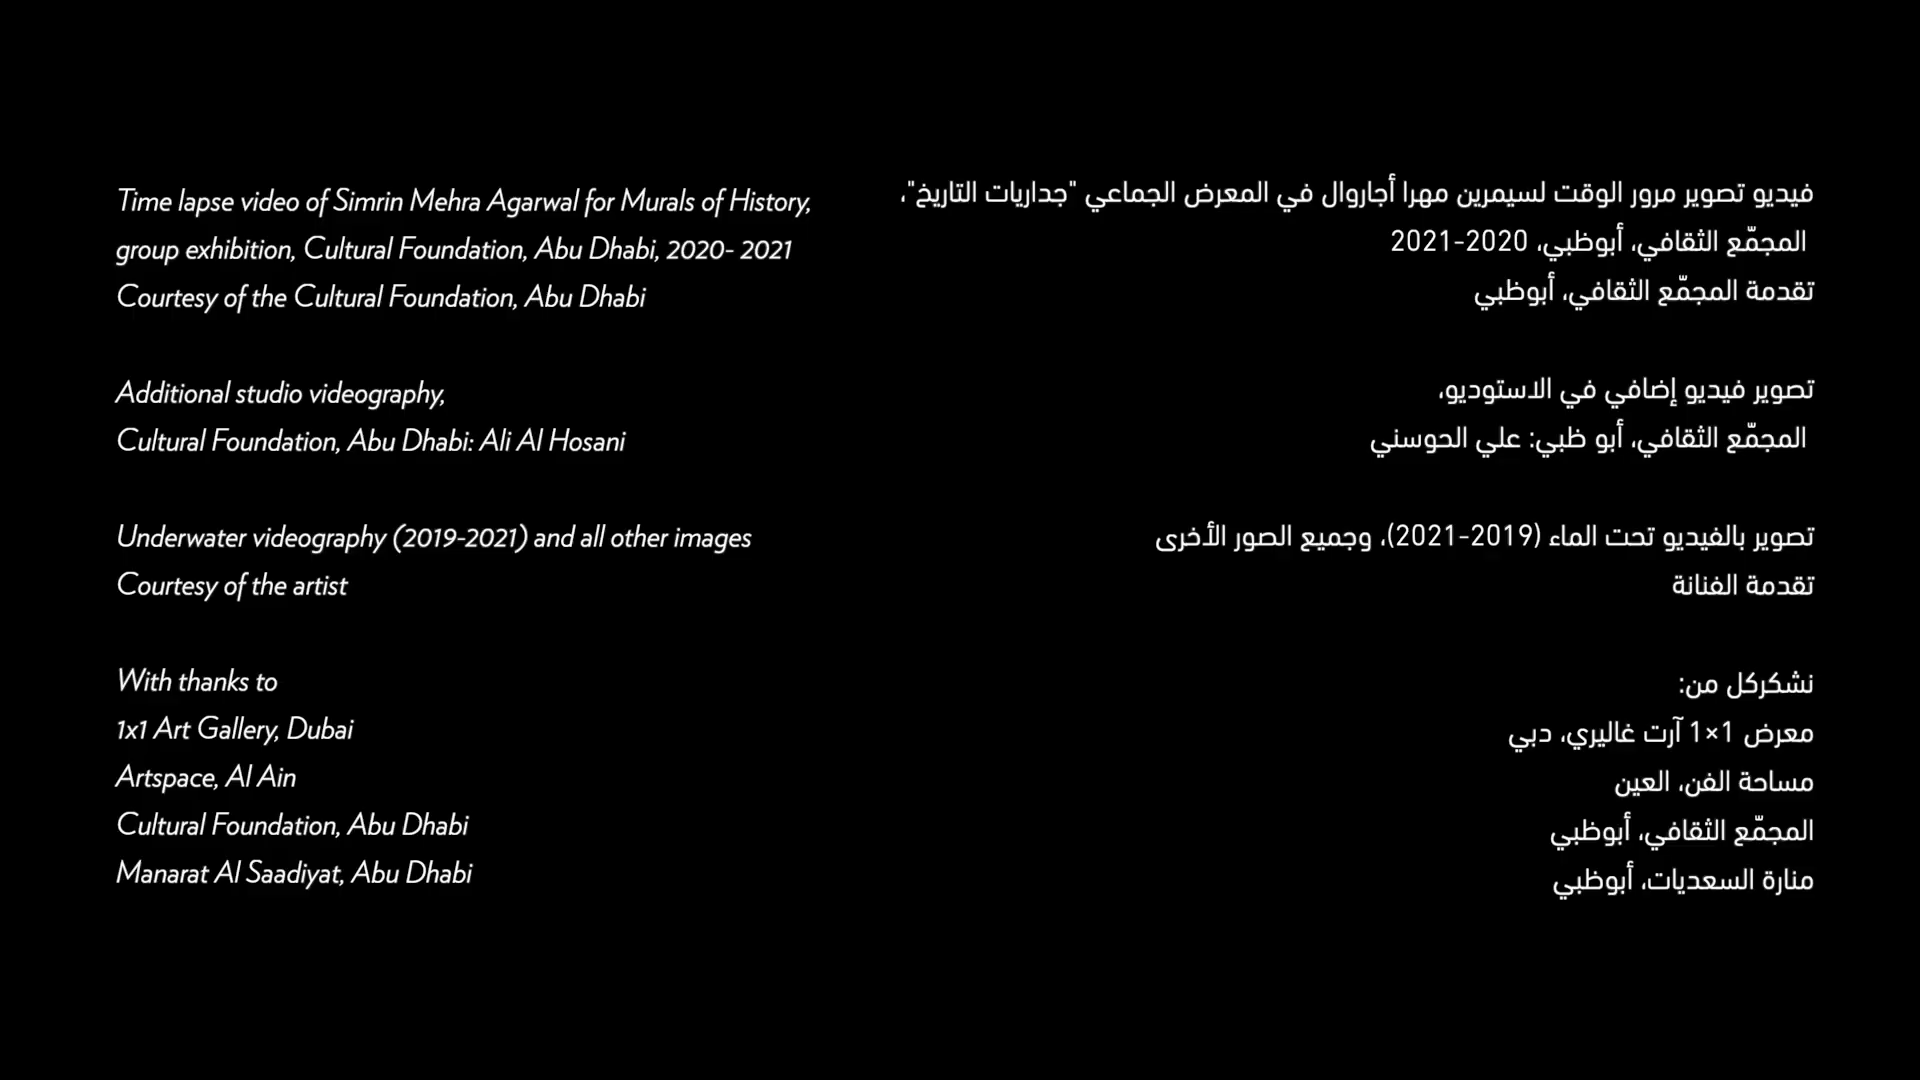 Time lapse video of Simrin Mehra Agarwal for Murals of History,
group exhibition, Cultural Foundation, Abu Dhabi, 2020- 2021
Courtesy of the Cultural Foundation, Abu Dhabi
Additional studio videography,
Cultural Foundation, Abu Dhabi: Ali Al Hosani
Underwater videography (2019-2021) and all other images
Courtesy of the artist
With thanks to
1x1 Art Gallery, Dubai
Artspace, Al Ain
Cultural Foundation, Abu Dhabi
Manarat Al Saadiyat, Abu Dhabi
فيديو تصوير مرور الوقت لسيمرين مهرا أجاروال في المعرض الجماعي "جداريات التاريخ"،
المجمّع الثقافي، أبوظبي، 2020-2021
تقدمة المجمّع الثقافي، أبوظبي
تصوير فيديو إضافي في الاستوديو،
المجمّع الثقافي، أبو ظبي: علي الحوسني
تصوير بالفيديو تحت الماء (2019-2021)، وجميع الصور الأخرى
تقدمة الفنانة
نشكركل من:
معرض 1×1 آرت غاليري، دبي
مساحة الفن، العين
المجمّع الثقافي، أبوظبي
منارة السعديات، أبوظبي